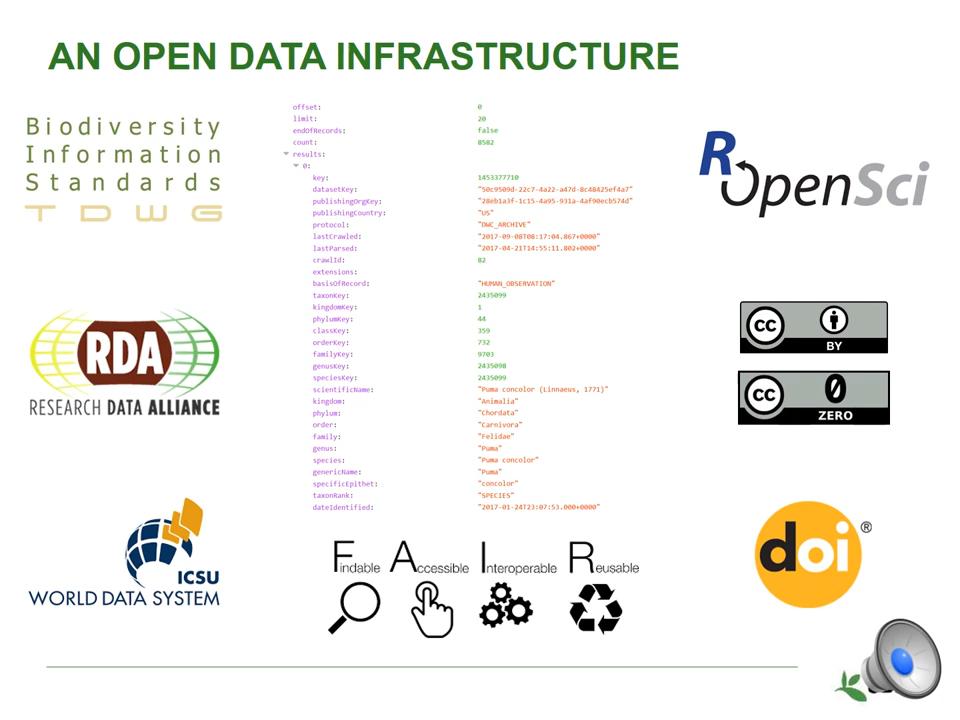 AN OPEN DATA INFRASTRUCTURE
Biodiversity
Information
Standards
TDWG
RDA
RESEARCH DATA ALLIANCE
ICSU
WORLD DATA SYSTEM
offset: 0
limit: 20
endOfRecords: false
count: 8582
results:
0:
key: 1453377710
datasetKey: "50c9509d-22c7-4a22-a47d-8c48425ef4a7"
publishingOrgKey: "28eb1a3f-1c15-4a95-931a-4af90ecb574d"
publishingCountry: "US"
protocol: "DWC_ARCHIVE"
lastCrawled: "2017-09-08T08:17:04.867+0000"
lastParsed: "2017-04-21T14:55:11.802+0000"
crawlId: 82
extensions:
basisOfRecord: "HUMAN_OBSERVATION"
taxonKey: 2435099
kingdomKey: 1
phylumKey: 44
classKey: 359
orderKey: 732
familyKey: 9703
genusKey: 2435098
speciesKey: 2435099
scientificName: "Puma concolor (Linnaeus, 1771)"
kingdom: "Animalia"
phylum: "Chordata"
order: "Carnivora"
family: "Felidae"
genus: "Puma"
species: "Puma concolor"
genericName: "Puma"
specificEpithet: "concolor"
taxonRank: "SPECIES"
dateIdentified: "2017-01-24T23:07:53.000+0000"
Findable Accessible Interoperable Reusable
ROpenSci
CC
BY
CC 0
ZERO
doi ®